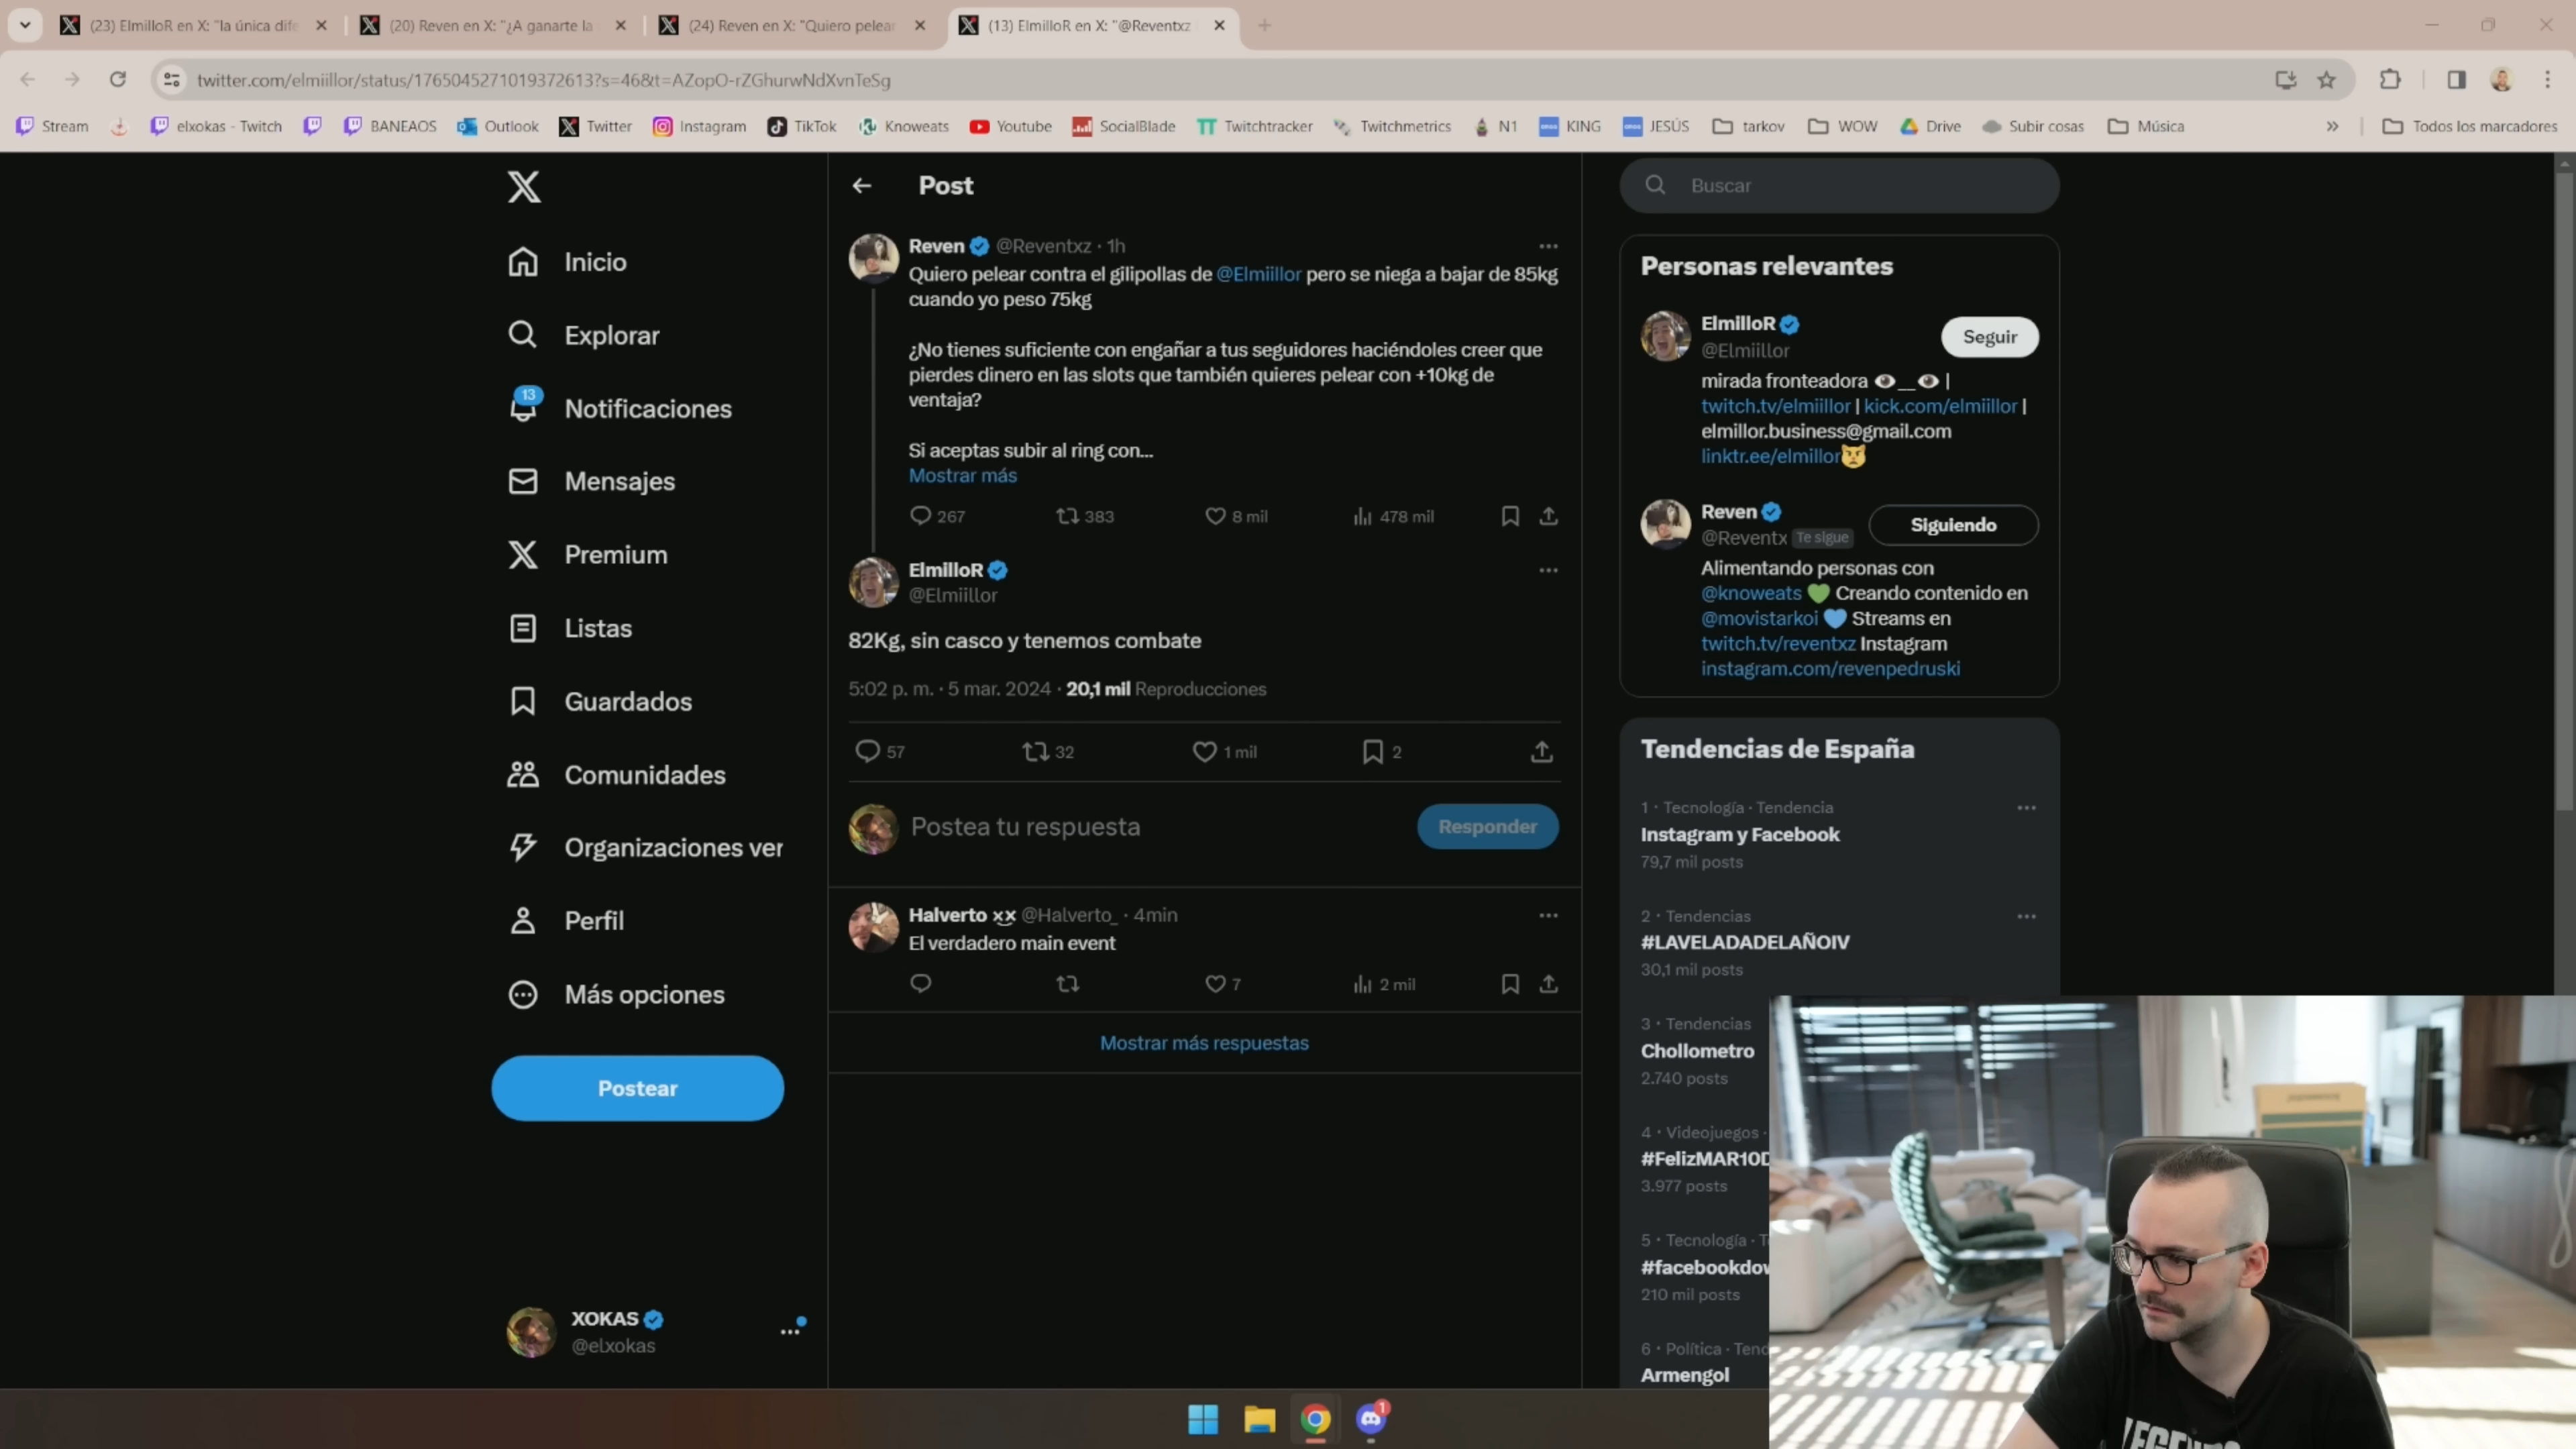 (23) ElmilloR en X: "la única dife
(20) Reven en X: "¿A ganarte la
(24) Reven en X: "Quiero pelear
(13) ElmilloR en X: "@Reventxz
twitter.com/elmiillor/status/1765045271019372613?s=46&t=AZopO-rZGhurwNdXvnTeSg
Stream
elxokas - Twitch
BANEAOS
Outlook
Twitter
Instagram
TikTok
Knoweats
Youtube
SocialBlade
Twitchtracker
Twitchmetrics
N1
KING
JESÚS
tarkov
WOW
Drive
Subir cosas
Música
Todos los marcadores
Inicio
Explorar
13
Notificaciones
Mensajes
Premium
Listas
Guardados
Comunidades
Organizaciones ver
Perfil
Más opciones
Postear
XOKAS
@elxokas
Post
Reven @Reventxz · 1h
Quiero pelear contra el gilipollas de @Elmiillor pero se niega a bajar de 85kg
cuando yo peso 75kg
¿No tienes suficiente con engañar a tus seguidores haciéndoles creer que
pierdes dinero en las slots que también quieres pelear con +10kg de
ventaja?
Si aceptas subir al ring con...
Mostrar más
267 383 8 mil 478 mil
ElmilloR
@Elmiillor
82Kg, sin casco y tenemos combate
5:02 p. m. · 5 mar. 2024 · 20,1 mil Reproducciones
57 32 1 mil 2
Postea tu respuesta
Responder
Halverto @Halverto_ · 4min
El verdadero main event
7 2 mil
Mostrar más respuestas
Buscar
Personas relevantes
ElmilloR
@Elmiillor
Seguir
mirada fronteadora 👁️__👁️ |
twitch.tv/elmiillor | kick.com/elmiillor |
elmillor.business@gmail.com
linktr.ee/elmillor😾
Reven
@Reventx Te sigue
Siguiendo
Alimentando personas con
@knoweats 💚 Creando contenido en
@movistarkoi 💙 Streams en
twitch.tv/reventxz Instagram
instagram.com/revenpedruski
Tendencias de España
1 · Tecnología · Tendencia
Instagram y Facebook
79,7 mil posts
2 · Tendencias
#LAVELADADELAÑOIV
30,1 mil posts
3 · Tendencias
Chollometro
2.740 posts
4 · Videojuegos ·
#FelizMAR10D
3.977 posts
5 · Tecnología · T
#facebookdow
210 mil posts
6 · Política · Tend
Armengol
1